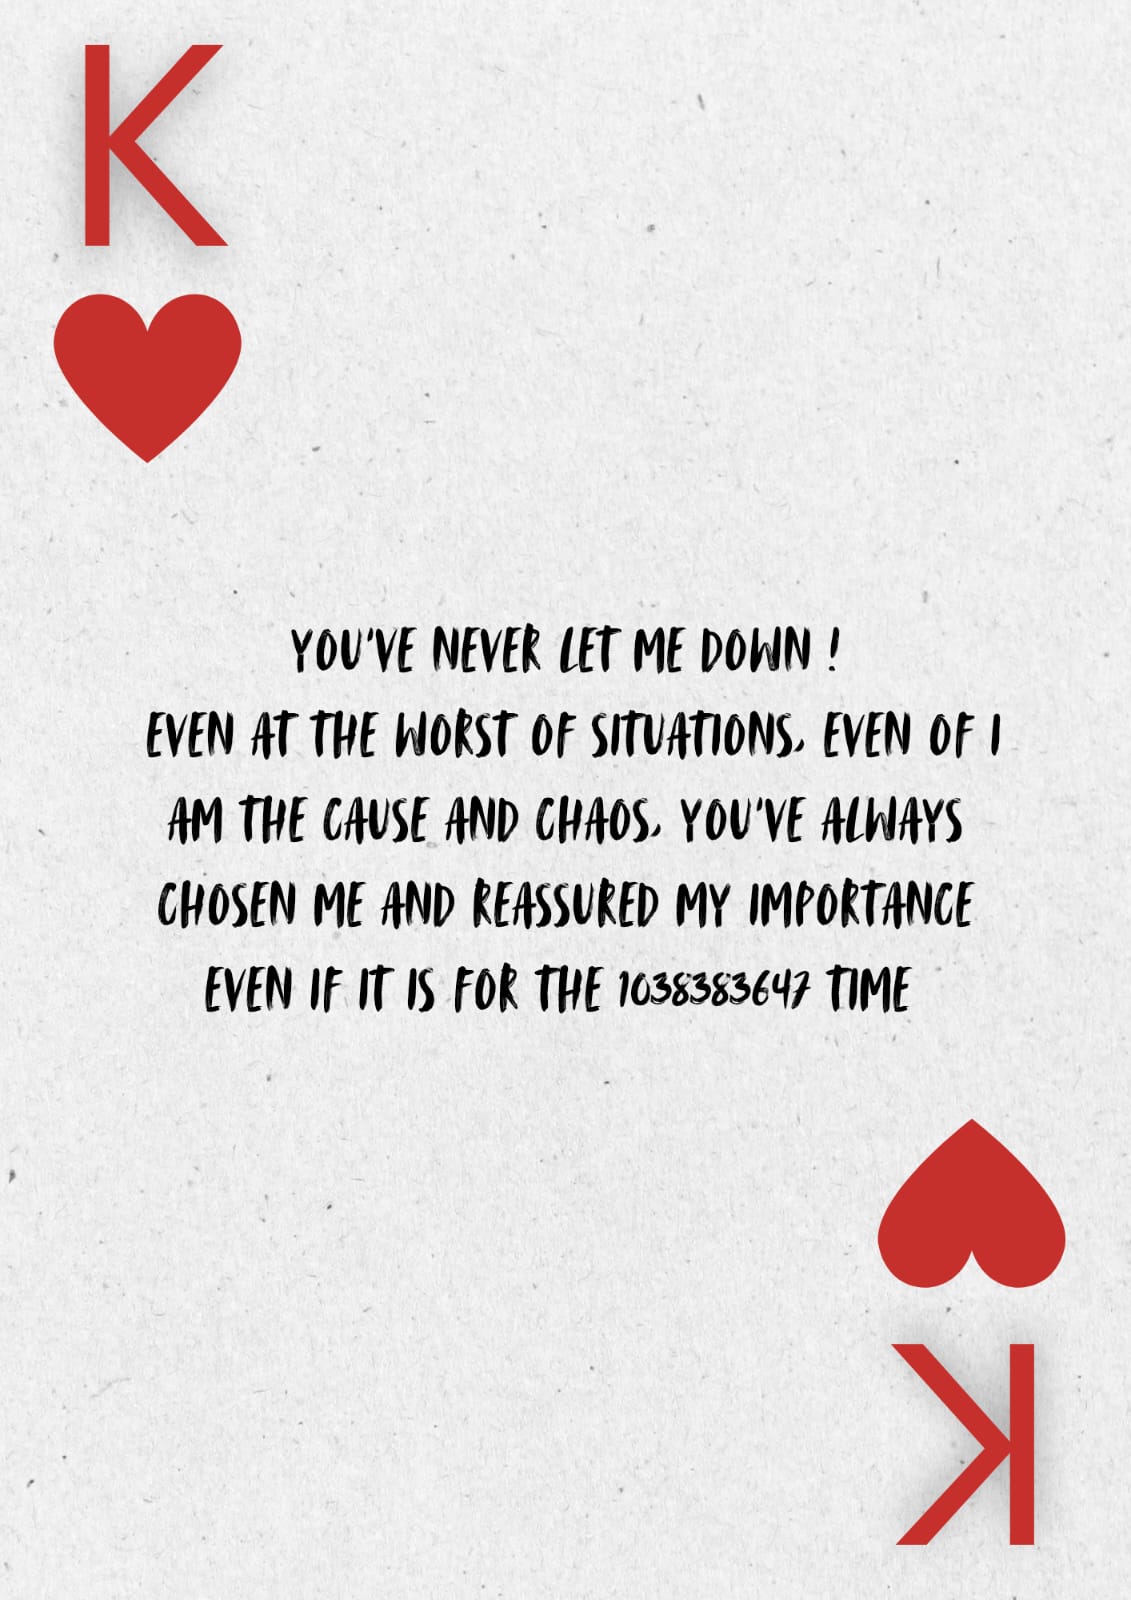 K
YOU'VE NEVER LET ME DOWN !
EVEN AT THE WORST OF SITUATIONS, EVEN OF I
AM THE CAUSE AND CHAOS, YOU'VE ALWAYS
CHOSEN ME AND REASSURED MY IMPORTANCE
EVEN IF IT IS FOR THE 1038383647 TIME
K